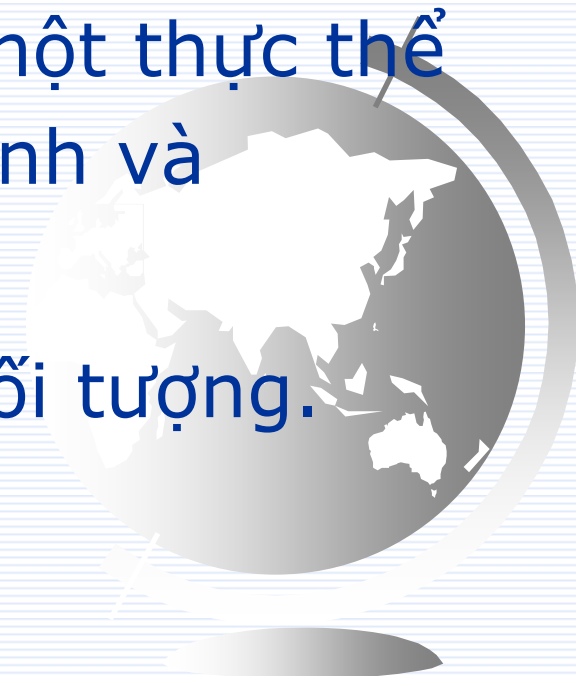 một thực thể
nh và
ối tượng.